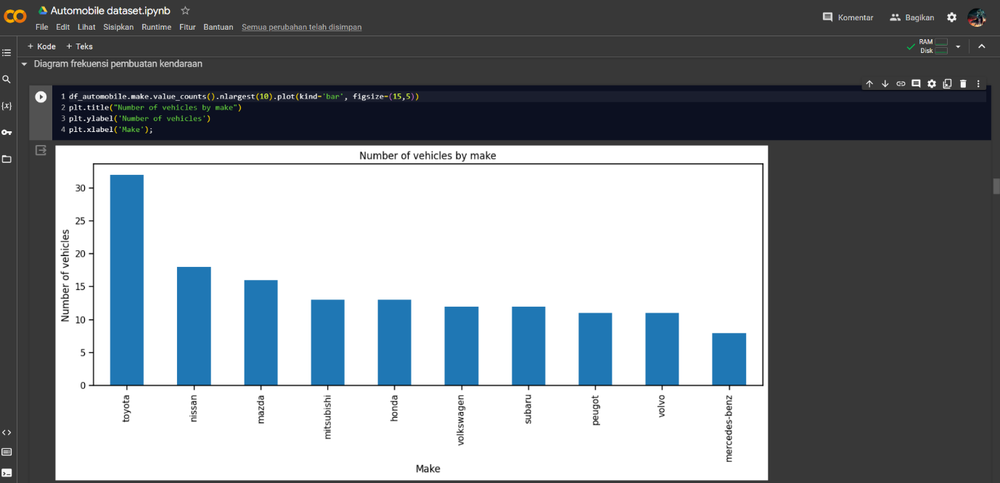 Automobile dataset.ipynb
File Edit Lihat Sisipkan Runtime Fitur Bantuan Semua perubahan telah disimpan
Komentar
Bagikan
+ Kode + Teks
RAM
Disk
Diagram frekuensi pembuatan kendaraan
1 df_automobile.make.value_counts().nlargest(10).plot(kind='bar', figsize=(15,5))
2 plt.title("Number of vehicles by make")
3 plt.ylabel('Number of vehicles')
4 plt.xlabel('Make');
{x}
Number of vehicles by make
Number of vehicles
30
25
20
15
10
5
0
toyota
nissan
mazda
mitsubishi
honda
volkswagen
subaru
peugot
volvo
mercedes-benz
Make